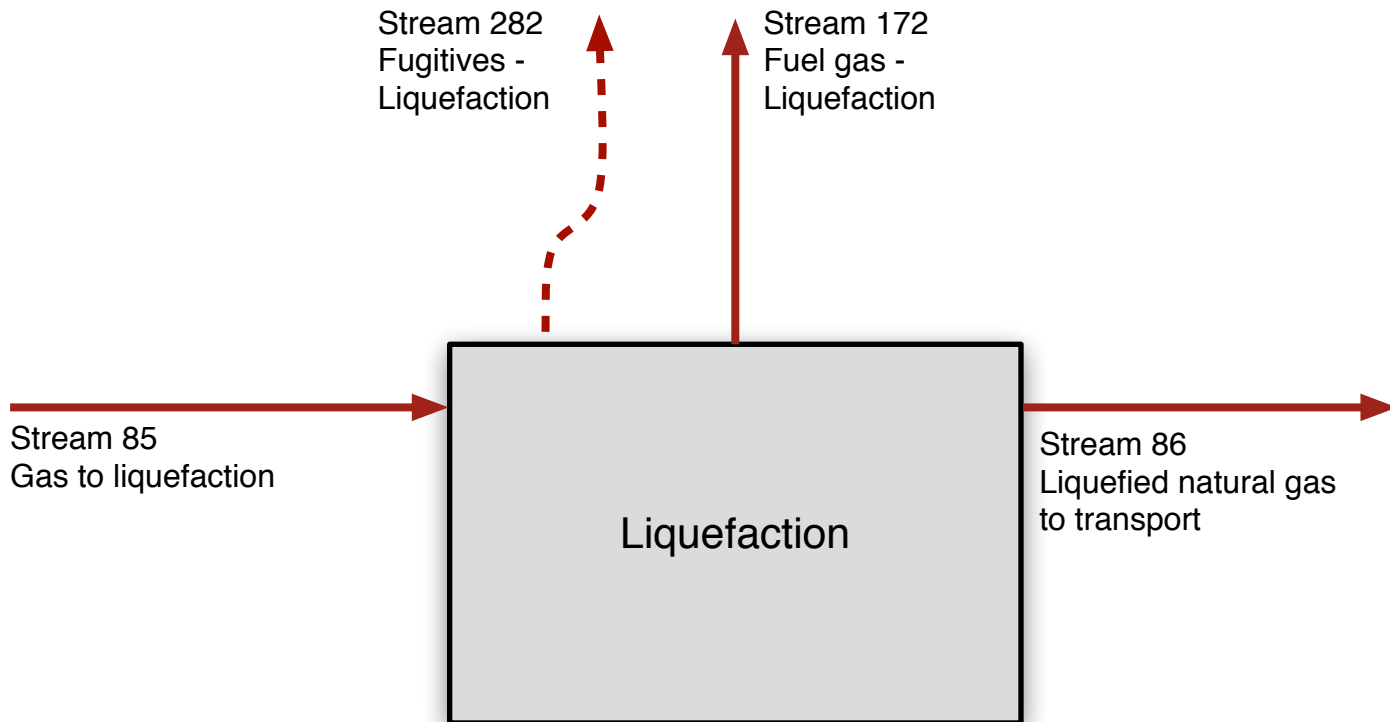 Stream 282
Fugitives -
Liquefaction
Stream 172
Fuel gas -
Liquefaction
Stream 85
Gas to liquefaction
Stream 86
Liquefied natural gas
to transport
Liquefaction